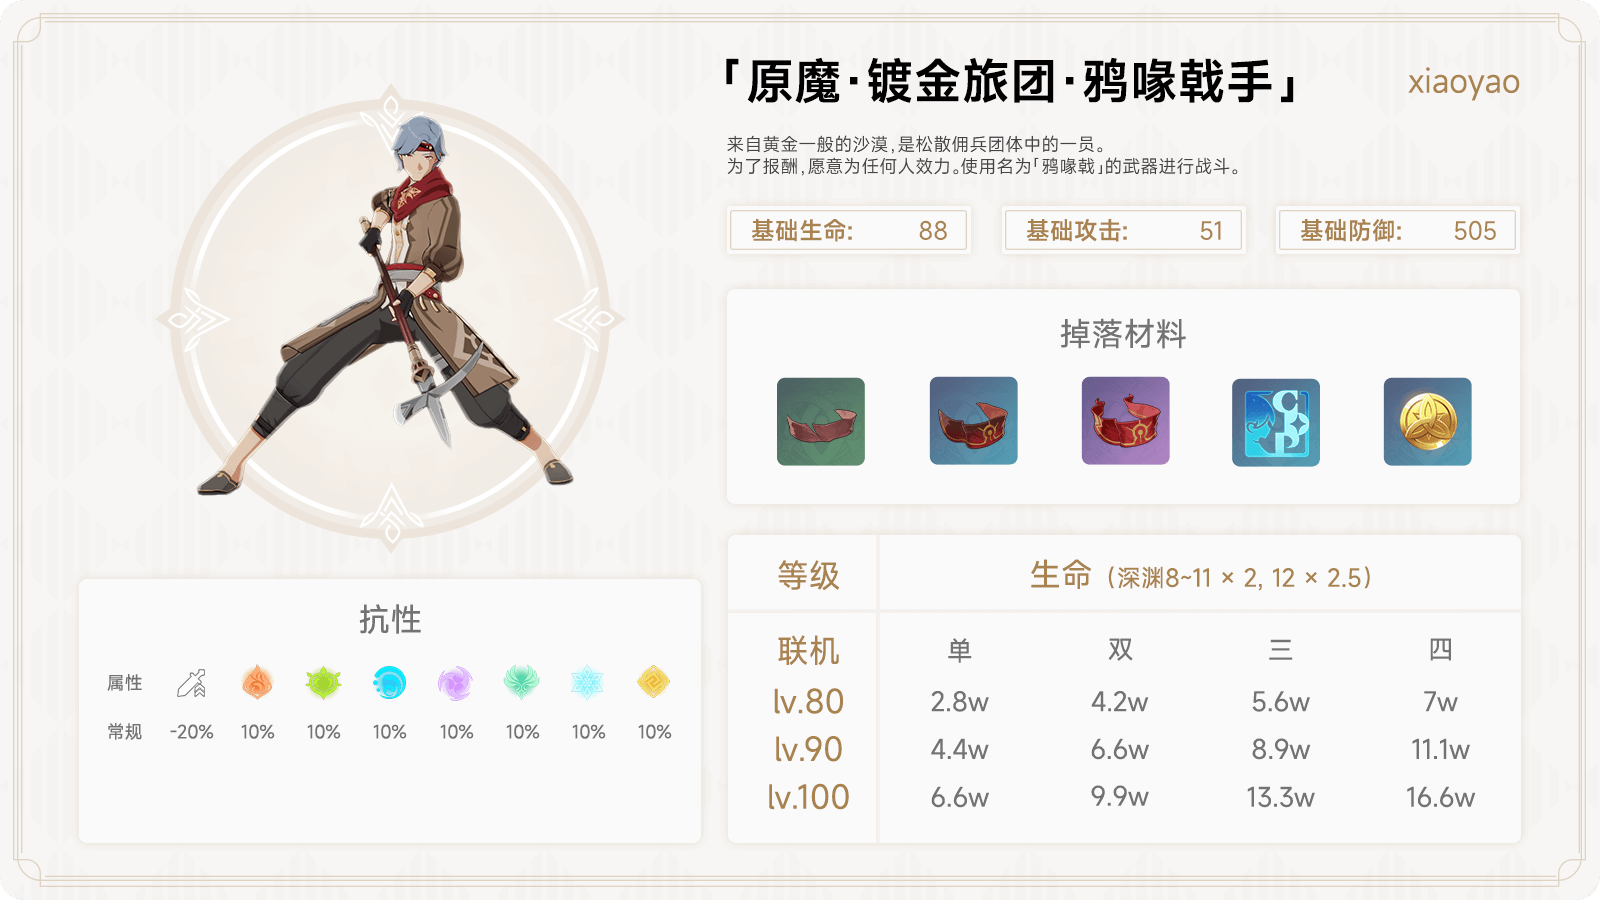 「原魔·镀金旅团·鸦喙戟手」
xiaoyao
来自黄金一般的沙漠,是松散佣兵团体中的一员。
为了报酬,愿意为任何人效力。使用名为「鸦喙戟」的武器进行战斗。
基础生命: 88 基础攻击: 51 基础防御: 505
掉落材料
等级 生命 (深渊8~11 × 2, 12 × 2.5)
联机 单 双 三 四
lv.80 2.8w 4.2w 5.6w 7w
lv.90 4.4w 6.6w 8.9w 11.1w
lv.100 6.6w 9.9w 13.3w 16.6w
抗性
属性
常规 -20% 10% 10% 10% 10% 10% 10% 10%